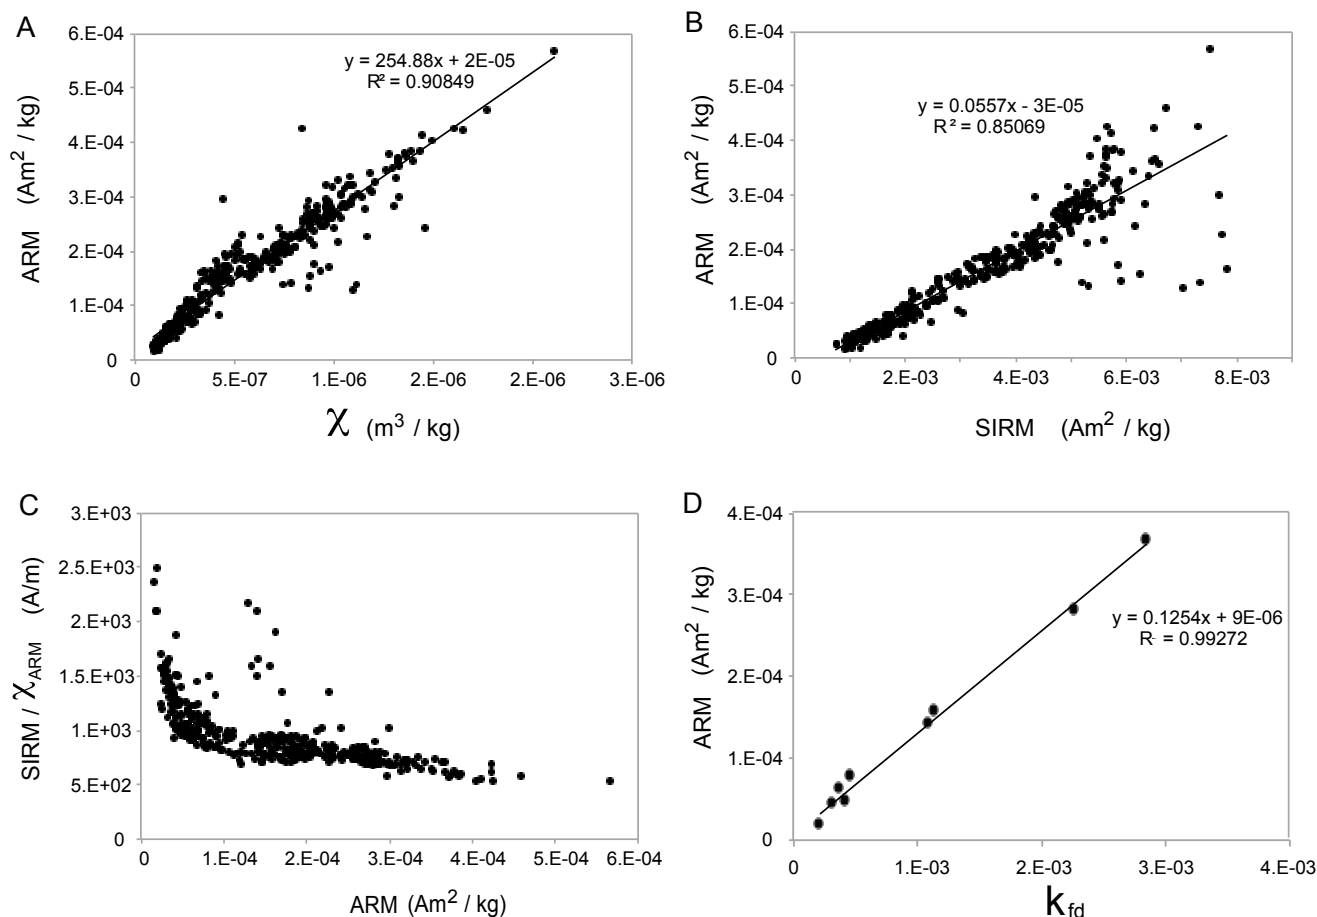 A
6.E-04
5.E-04
4.E-04
3.E-04
2.E-04
1.E-04
0
ARM (Am² / kg)
y = 254.88x + 2E-05
R² = 0.90849
0 5.E-07 1.E-06 2.E-06 2.E-06 3.E-06
χ (m³ / kg)
B
6.E-04
5.E-04
4.E-04
3.E-04
2.E-04
1.E-04
0
ARM (Am² / kg)
y = 0.0557x - 3E-05
R² = 0.85069
0 2.E-03 4.E-03 6.E-03 8.E-03
SIRM (Am² / kg)
C
3.E+03
2.5E+03
2.E+03
1.5E+03
1.E+03
5.E+02
0
SIRM / χARM (A/m)
0 1.E-04 2.E-04 3.E-04 4.E-04 5.E-04 6.E-04
ARM (Am² / kg)
D
4.E-04
3.E-04
2.E-04
1.E-04
0
ARM (Am² / kg)
y = 0.1254x + 9E-06
R = 0.99272
0 1.E-03 2.E-03 3.E-03 4.E-03
kfd